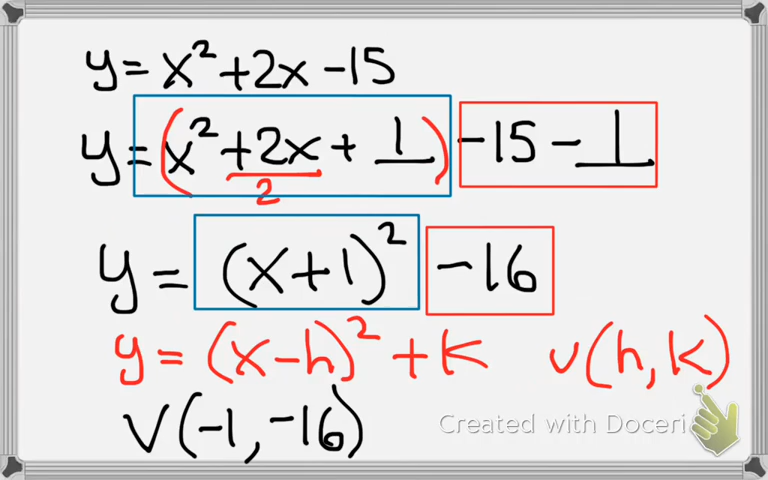 y = x² + 2x - 15
y = (x² + 2x + 1) - 15 - 1
2
y = (x + 1)² - 16
y = (x - h)² + k v(h, k)
V(-1, -16)
Created with Doceri